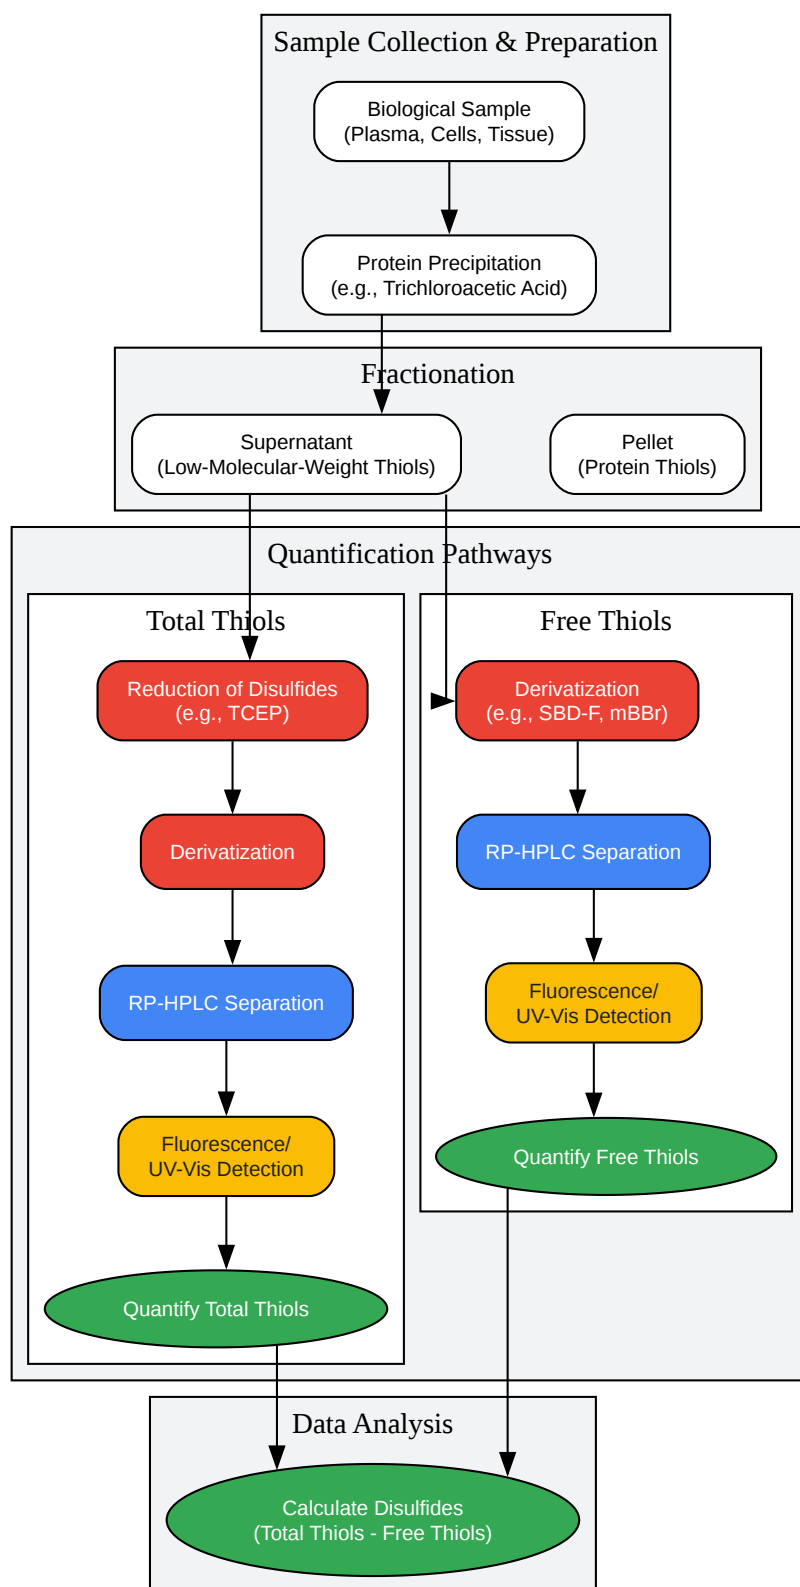 Sample Collection & Preparation
Biological Sample
(Plasma, Cells, Tissue)
Protein Precipitation
(e.g., Trichloroacetic Acid)
Fractionation
Supernatant
(Low-Molecular-Weight Thiols)
Pellet
(Protein Thiols)
Quantification Pathways
Total Thiols
Reduction of Disulfides
(e.g., TCEP)
Derivatization
RP-HPLC Separation
Fluorescence/
UV-Vis Detection
Quantify Total Thiols
Free Thiols
Derivatization
(e.g., SBD-F, mBBr)
RP-HPLC Separation
Fluorescence/
UV-Vis Detection
Quantify Free Thiols
Data Analysis
Calculate Disulfides
(Total Thiols - Free Thiols)